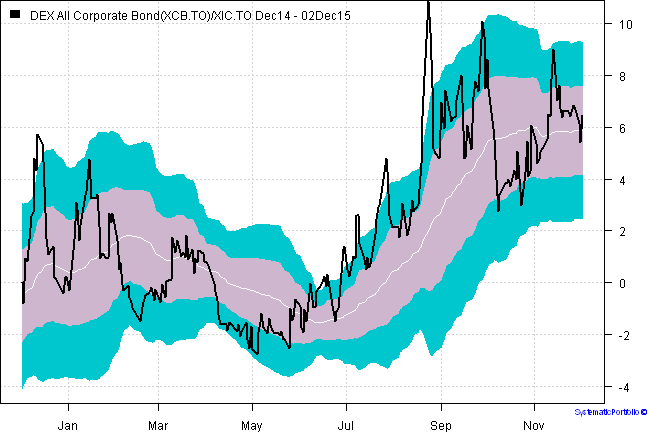 DEX All Corporate Bond(XCB.TO)/XIC.TO Dec14 - 02Dec15
10
8
6
4
2
0
-2
-4
Jan Mar May Jul Sep Nov
SystematicPortfolio ©